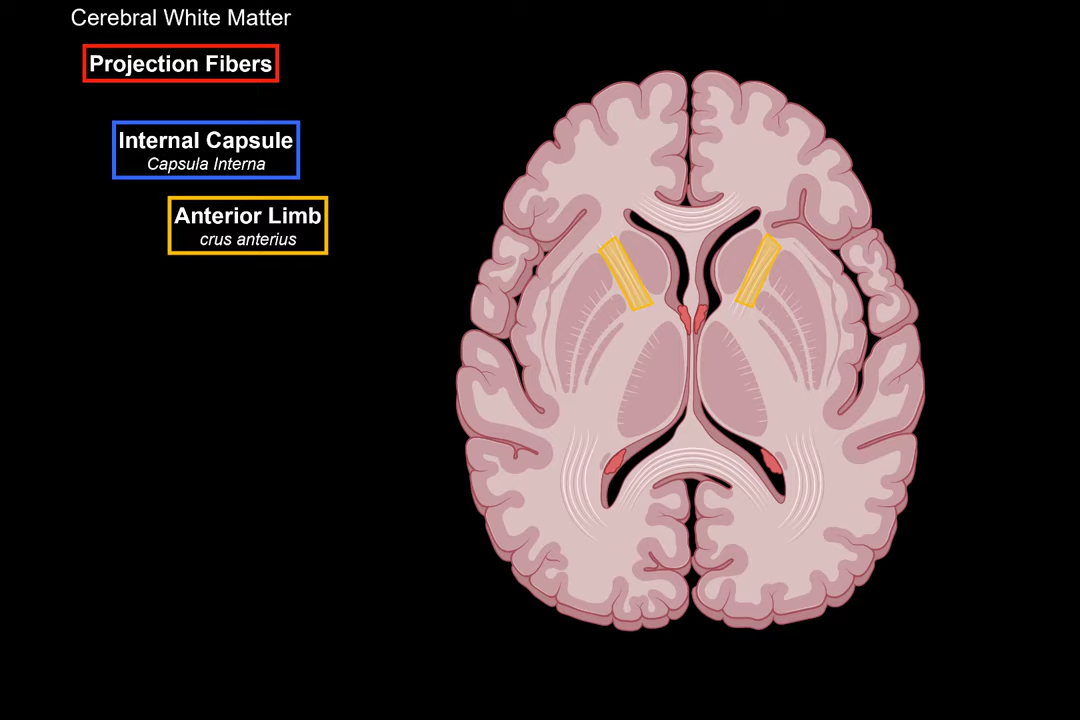 Cerebral White Matter
Projection Fibers
Internal Capsule
Capsula Interna
Anterior Limb
crus anterius